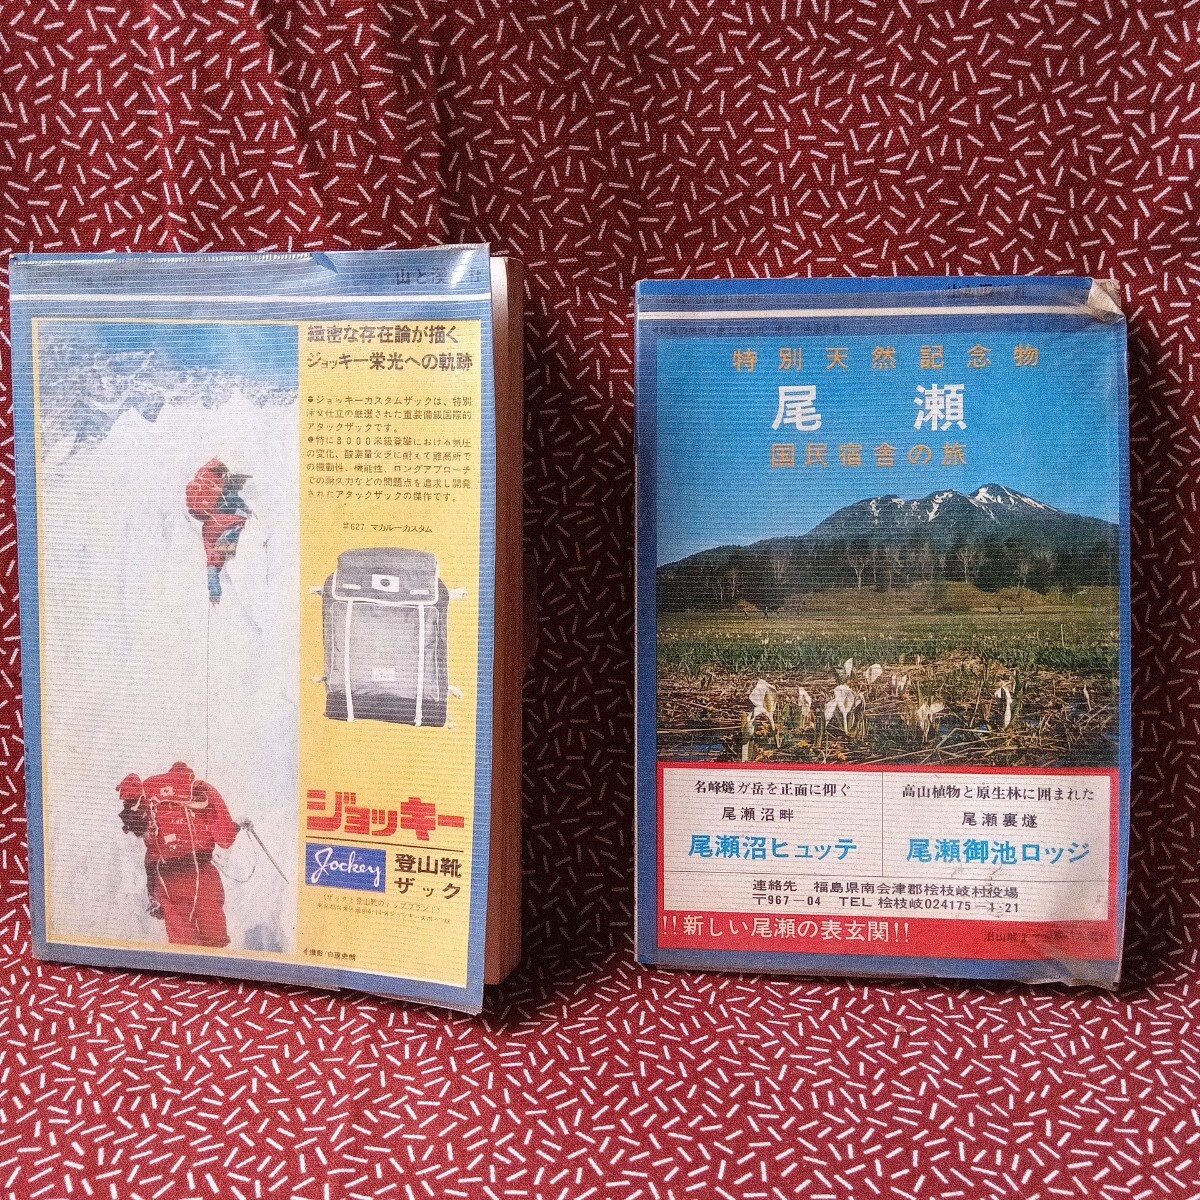 山と渓
緻密な存在論が描く
ジョッキー栄光への軌跡
●ジョッキーカスタムザックは、特別
注文仕立の厳選された重装備級国際的
アタックザックです。
●特に8,000米級登攀における気圧
の変化、酸素量欠乏に耐えて難高所で
の機動性、機能性、ロングアプローチ
での耐久力などの問題点を追求し開発
されたアタックザックの傑作です。
#627 マカルーカスタム
ジョッキー
Jockey
登山靴
ザック
特別天然記念物
尾瀬
国民宿舎の旅
名峰燧ガ岳を正面に仰ぐ
尾瀬沼畔
尾瀬沼ヒュッテ
高山植物と原生林に囲まれた
尾瀬裏燧
尾瀬御池ロッジ
連絡先 福島県南会津郡桧枝岐村役場
〒967-04 TEL 桧枝岐024175-1・21
!!新しい尾瀬の表玄関!!